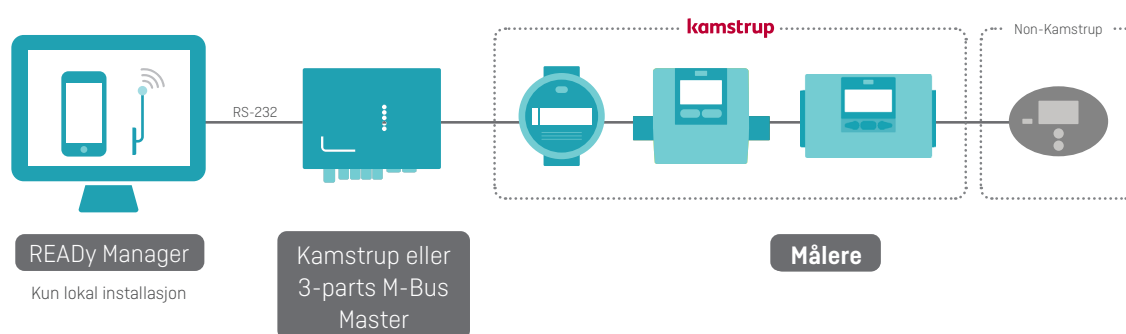 kamstrup
Non-Kamstrup
RS-232
READy Manager
Kun lokal installasjon
Kamstrup eller
3-parts M-Bus
Master
Målere